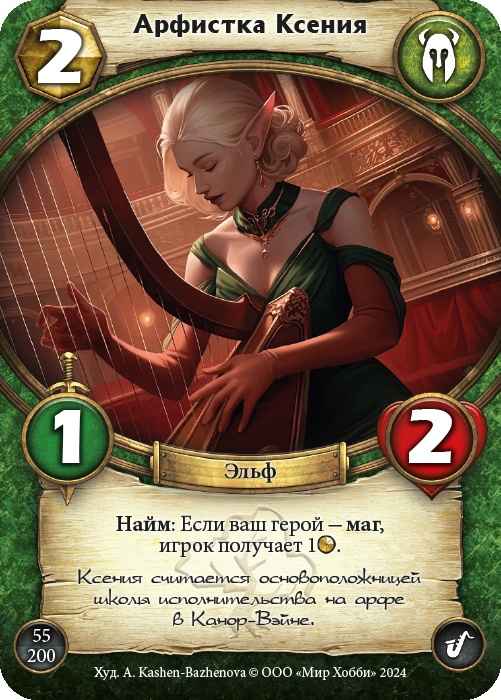 Арфистка Ксения
2
1
2
Эльф
Найм: Если ваш герой – маг,
игрок получает 1.
Ксения считается основоположницей
школы исполнительства на арфе
в Канор-Вэйне.
55
200
Худ. A. Kashen-Bazhenova © ООО «Мир Хобби» 2024